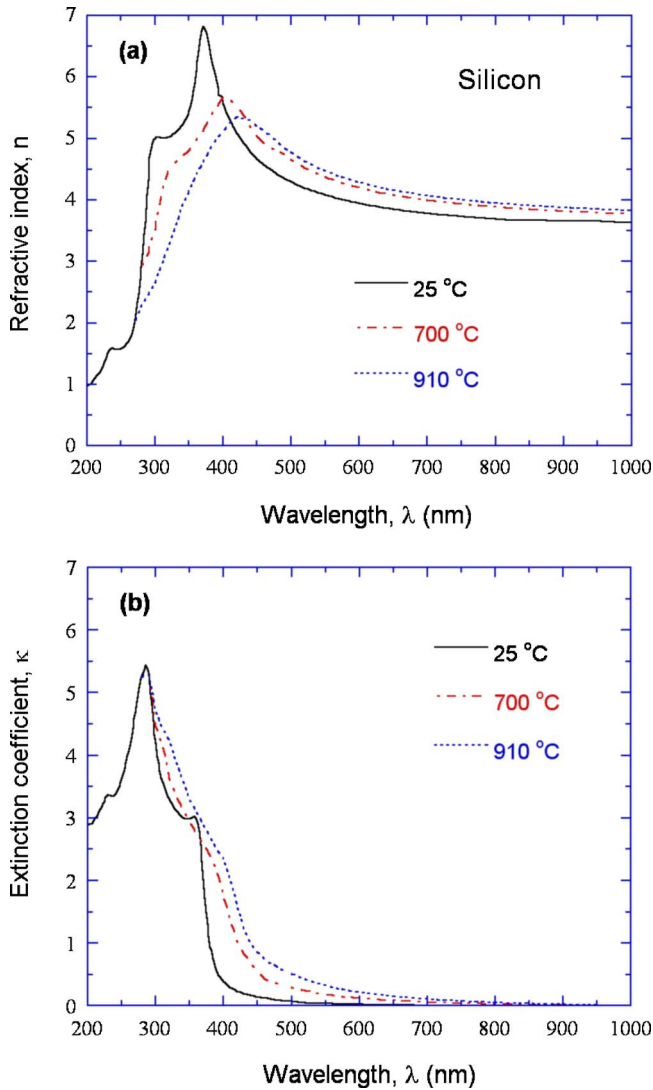 7
(a)
6
Silicon
5
4
3
2
1
0
Refractive index, n
25 °C
700 °C
910 °C
200 300 400 500 600 700 800 900 1000
Wavelength, λ (nm)
7
(b)
6
5
4
3
2
1
0
Extinction coefficient, κ
25 °C
700 °C
910 °C
200 300 400 500 600 700 800 900 1000
Wavelength, λ (nm)